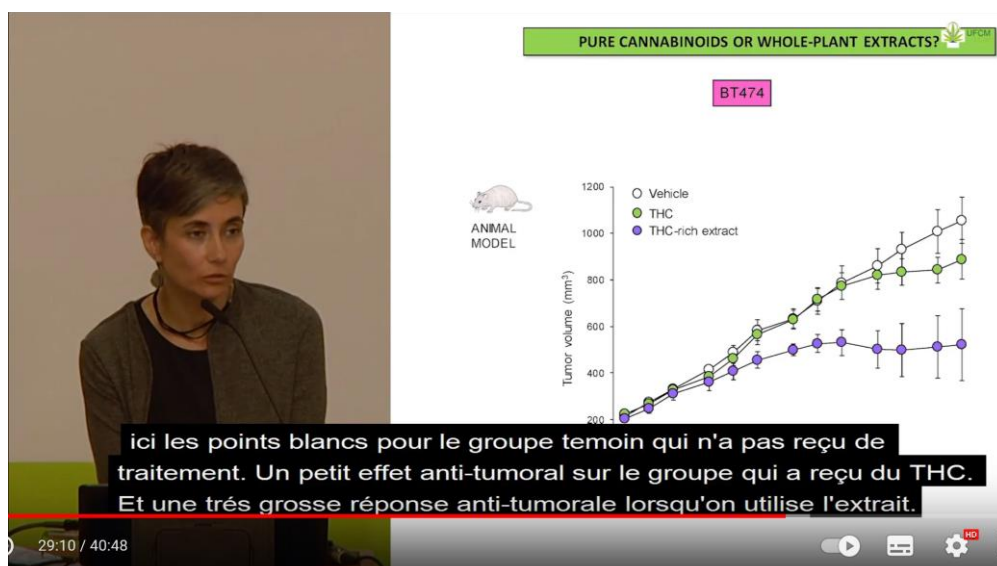 PURE CANNABINOIDS OR WHOLE-PLANT EXTRACTS?
UFCM
BT474
ANIMAL
MODEL
Vehicle
THC
THC-rich extract
Tumor volume (mm³)
1200
1000
800
600
400
200
ici les points blancs pour le groupe temoin qui n'a pas reçu de
traitement. Un petit effet anti-tumoral sur le groupe qui a reçu du THC.
Et une trés grosse réponse anti-tumorale lorsqu'on utilise l'extrait.
29:10 / 40:48
HD